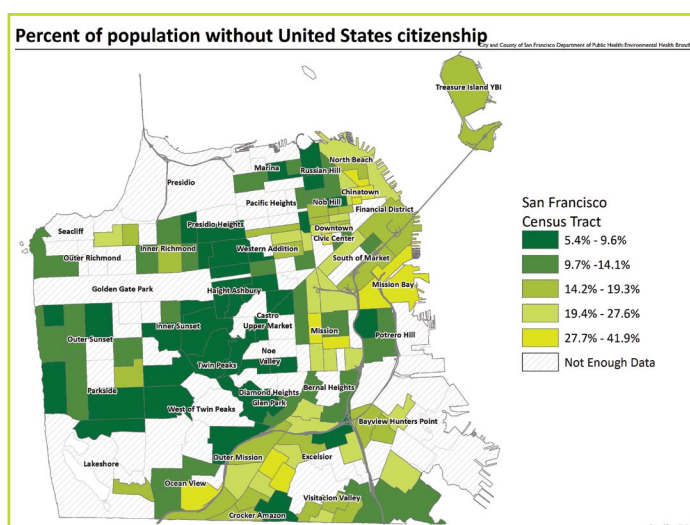 Percent of population without United States citizenship
City and County of San Francisco Department of Public Health: Environmental Health Branch
Treasure Island YBI
North Beach
Marina
Russian Hill
Presidio
Chinatown
Pacific Heights
Nob Hill
Financial District
Seacliff
Presidio Heights
Downtown
Civic Center
Inner Richmond
Western Addition
Outer Richmond
South of Market
Golden Gate Park
Haight Ashbury
Mission Bay
Castro
Upper Market
Inner Sunset
Mission
Potrero Hill
Outer Sunset
Noe
Valley
Twin Peaks
Parkside
Diamond Heights
Glen Park
Bernal Heights
West of Twin Peaks
Bayview Hunters Point
Lakeshore
Outer Mission
Excelsior
Ocean View
Visitacion Valley
Crocker Amazon
San Francisco
Census Tract
5.4% - 9.6%
9.7% -14.1%
14.2% -19.3%
19.4% - 27.6%
27.7% - 41.9%
Not Enough Data